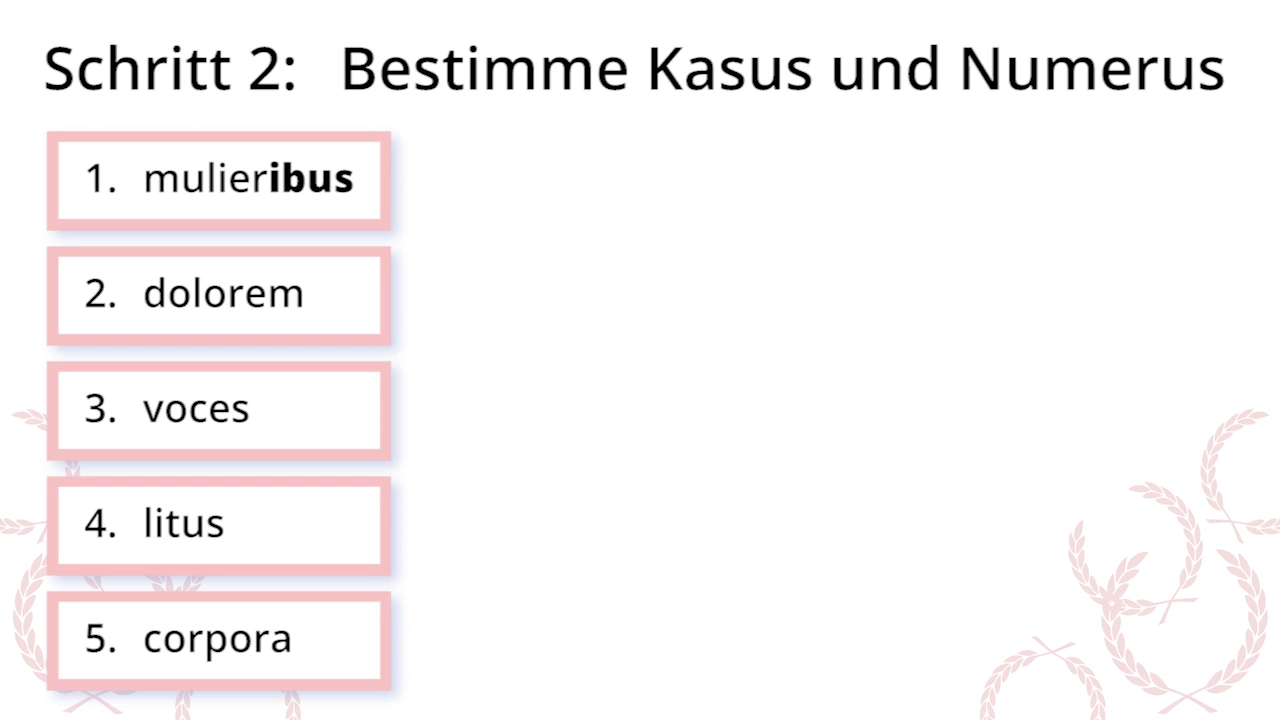 Schritt 2: Bestimme Kasus und Numerus
1. mulieribus
2. dolorem
3. voces
4. litus
5. corpora